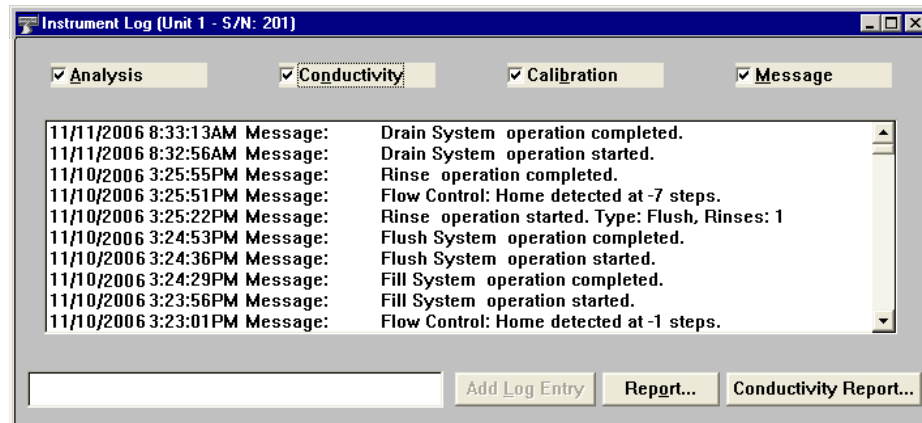 Instrument Log (Unit 1 - S/N: 201)
Analysis Conductivity Calibration Message
11/11/2006 8:33:13AM Message: Drain System operation completed.
11/11/2006 8:32:56AM Message: Drain System operation started.
11/10/2006 3:25:55PM Message: Rinse operation completed.
11/10/2006 3:25:51PM Message: Flow Control: Home detected at -7 steps.
11/10/2006 3:25:22PM Message: Rinse operation started. Type: Flush, Rinses: 1
11/10/2006 3:24:53PM Message: Flush System operation completed.
11/10/2006 3:24:36PM Message: Flush System operation started.
11/10/2006 3:24:29PM Message: Fill System operation completed.
11/10/2006 3:23:56PM Message: Fill System operation started.
11/10/2006 3:23:01PM Message: Flow Control: Home detected at -1 steps.
Add Log Entry Report... Conductivity Report...